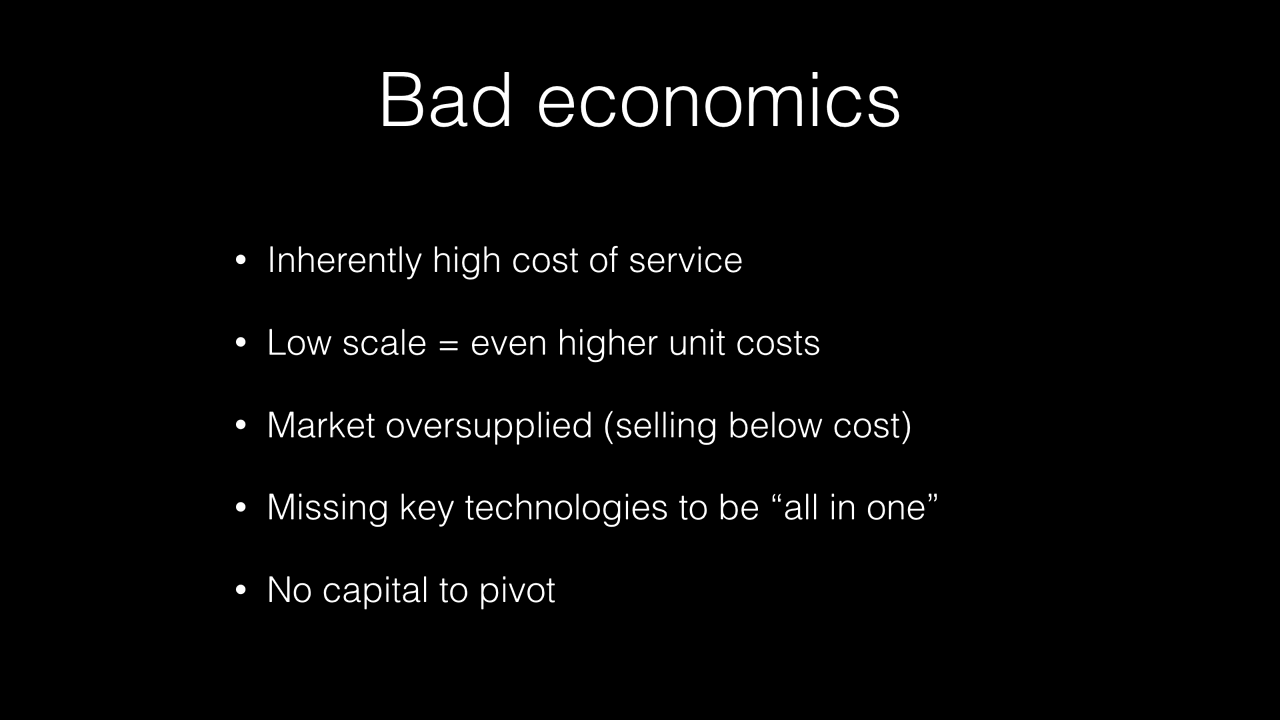 Bad economics
• Inherently high cost of service
• Low scale = even higher unit costs
• Market oversupplied (selling below cost)
• Missing key technologies to be “all in one”
• No capital to pivot